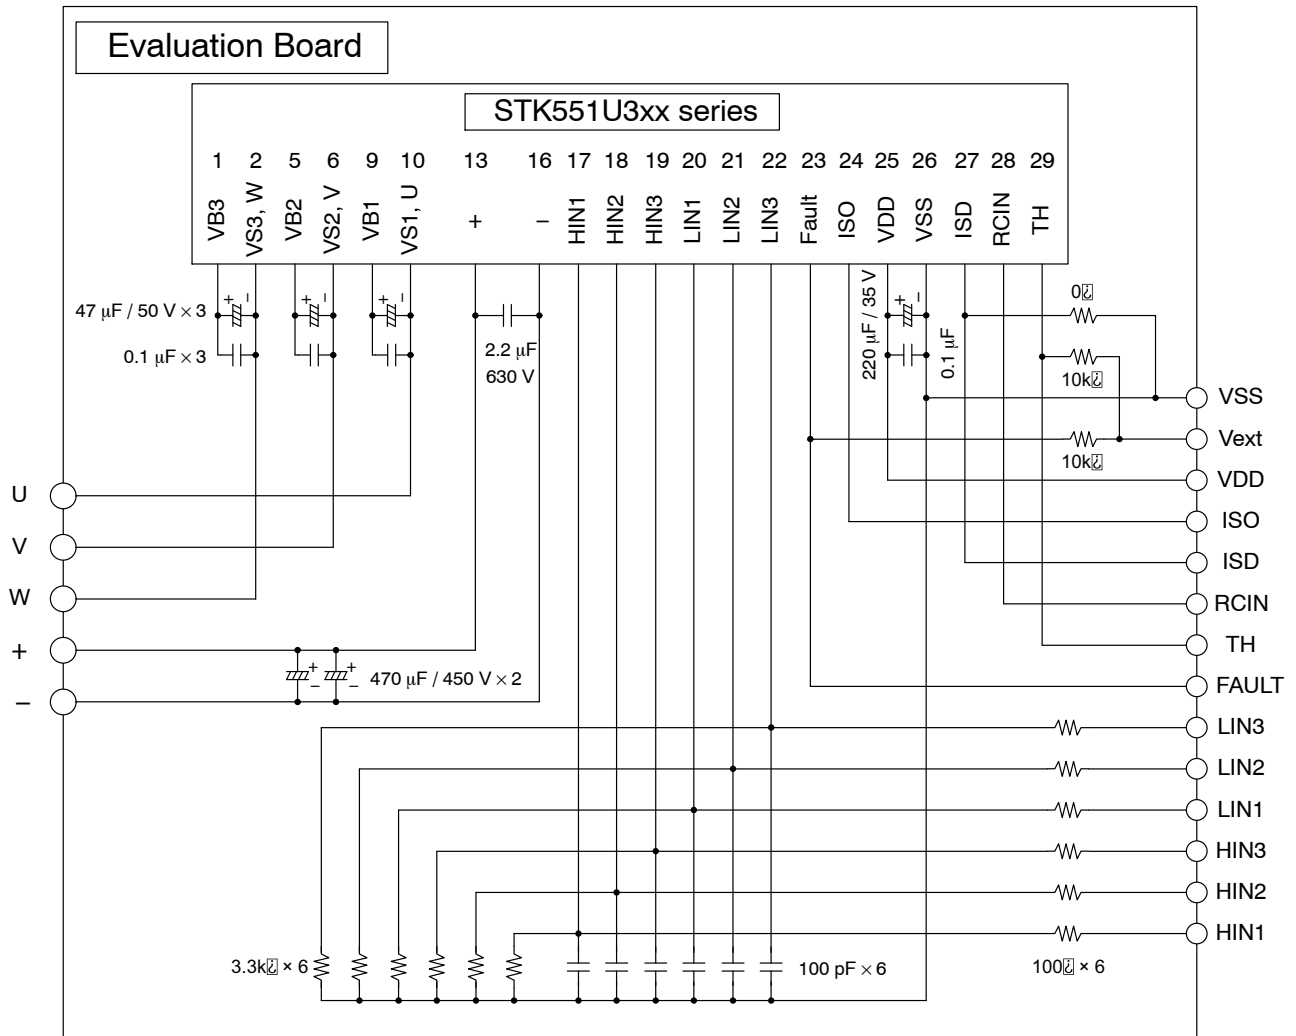 Evaluation Board
STK551U3xx series
1 2 5 6 9 10 13 16 17 18 19 20 21 22 23 24 25 26 27 28 29
VB3
VS3, W
VB2
VS2, V
VB1
VS1, U
+
−
HIN1
HIN2
HIN3
LIN1
LIN2
LIN3
Fault
ISO
VDD
VSS
ISD
RCIN
TH
47 μF / 50 V × 3
+ −
+ −
+ −
0.1 μF × 3
2.2 μF
630 V
220 μF / 35 V
+ −
0.1 μF
0⍰
10k⍰
10k⍰
VSS
Vext
VDD
ISO
ISD
RCIN
TH
FAULT
LIN3
LIN2
LIN1
HIN3
HIN2
HIN1
U
V
W
+
−
+
−
+
−
470 μF / 450 V × 2
3.3k⍰ × 6
100 pF × 6
100⍰ × 6